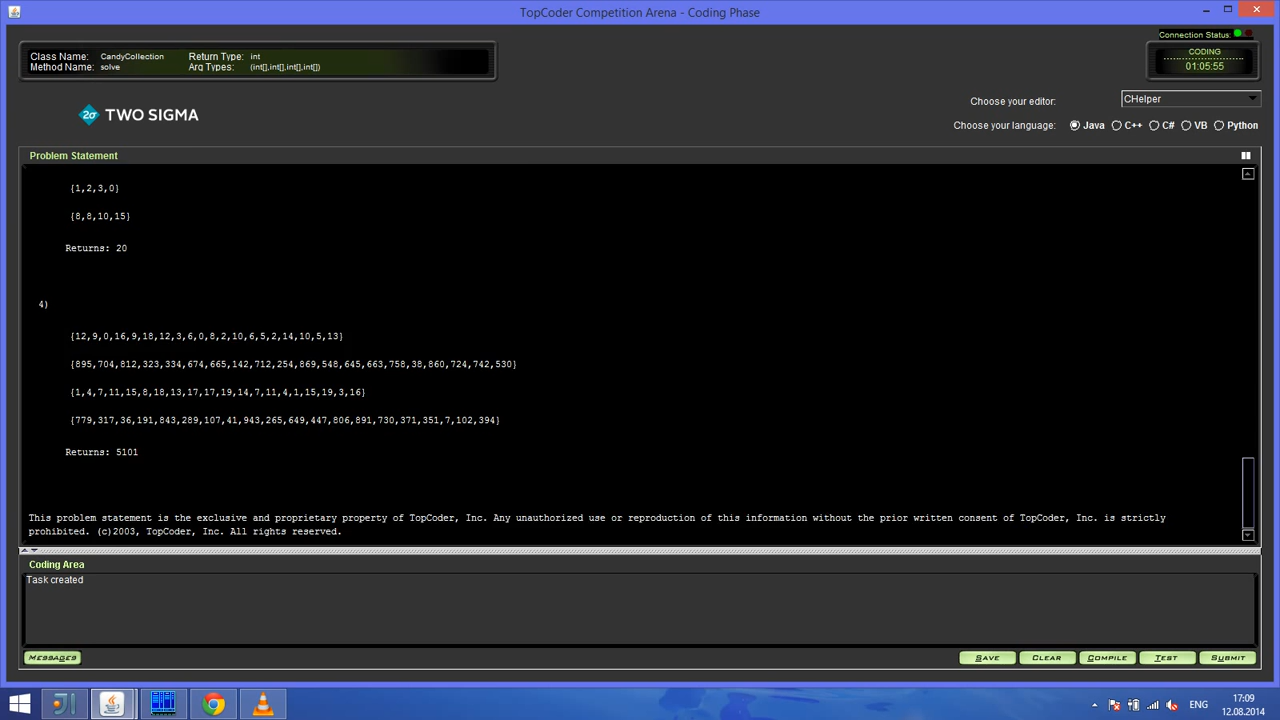 TopCoder Competition Arena - Coding Phase
Connection Status:
Class Name: CandyCollection Return Type: int
Method Name: solve Arg Types: (int[],int[],int[],int[])
CODING
01:05:55
2σ TWO SIGMA
Choose your editor: CHelper
Choose your language: Java C++ C# VB Python
Problem Statement
{1,2,3,0}
{8,8,10,15}
Returns: 20
4)
{12,9,0,16,9,18,12,3,6,0,8,2,10,6,5,2,14,10,5,13}
{895,704,812,323,334,674,665,142,712,254,869,548,645,663,758,38,860,724,742,530}
{1,4,7,11,15,8,18,13,17,17,19,14,7,11,4,1,15,19,3,16}
{779,317,36,191,843,289,107,41,943,265,649,447,806,891,730,371,351,7,102,394}
Returns: 5101
This problem statement is the exclusive and proprietary property of TopCoder, Inc. Any unauthorized use or reproduction of this information without the prior written consent of TopCoder, Inc. is strictly
prohibited. (c)2003, TopCoder, Inc. All rights reserved.
Coding Area
Task created
MESSAGES SAVE CLEAR COMPILE TEST SUBMIT
ENG
17:09
12.08.2014